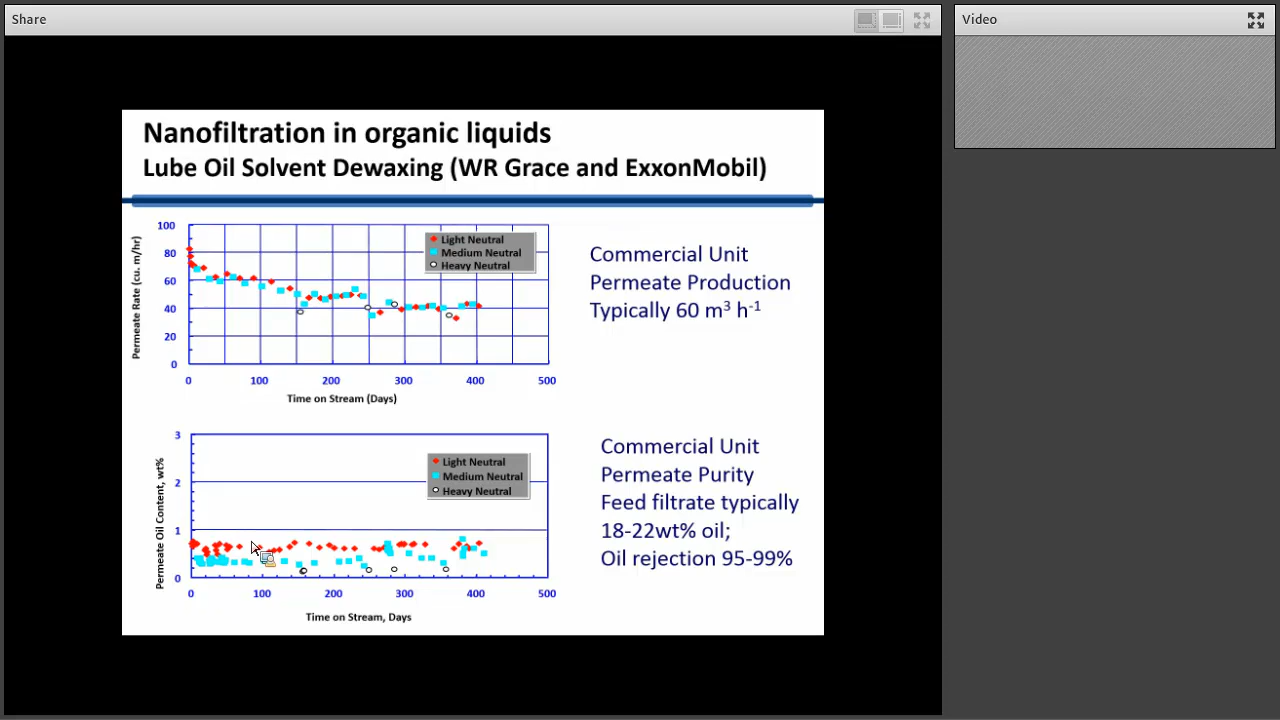 Share
Video
Nanofiltration in organic liquids
Lube Oil Solvent Dewaxing (WR Grace and ExxonMobil)
Permeate Rate (cu. m/hr)
100
80
60
40
20
0
Light Neutral
Medium Neutral
Heavy Neutral
0 100 200 300 400 500
Time on Stream (Days)
Commercial Unit
Permeate Production
Typically 60 m³ h⁻¹
Permeate Oil Content, wt%
3
2
1
0
Light Neutral
Medium Neutral
Heavy Neutral
0 100 200 300 400 500
Time on Stream, Days
Commercial Unit
Permeate Purity
Feed filtrate typically
18-22wt% oil;
Oil rejection 95-99%